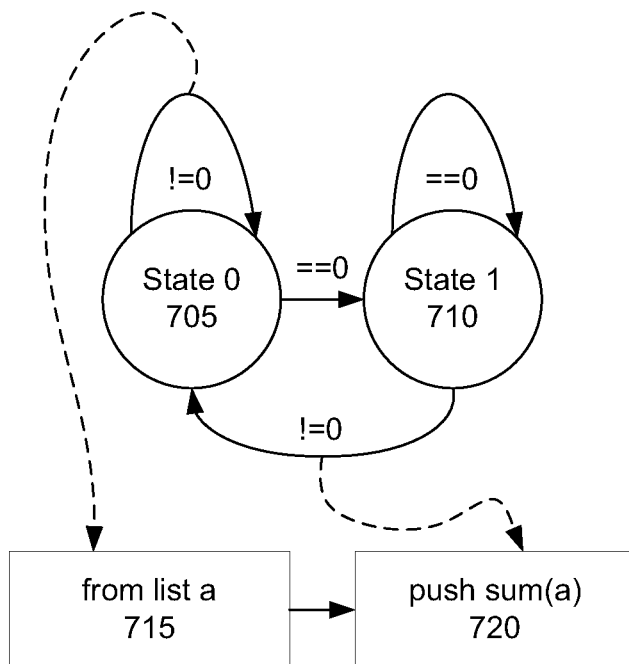 !=0
==0
State 0
705
==0
State 1
710
!=0
from list a
715
push sum(a)
720